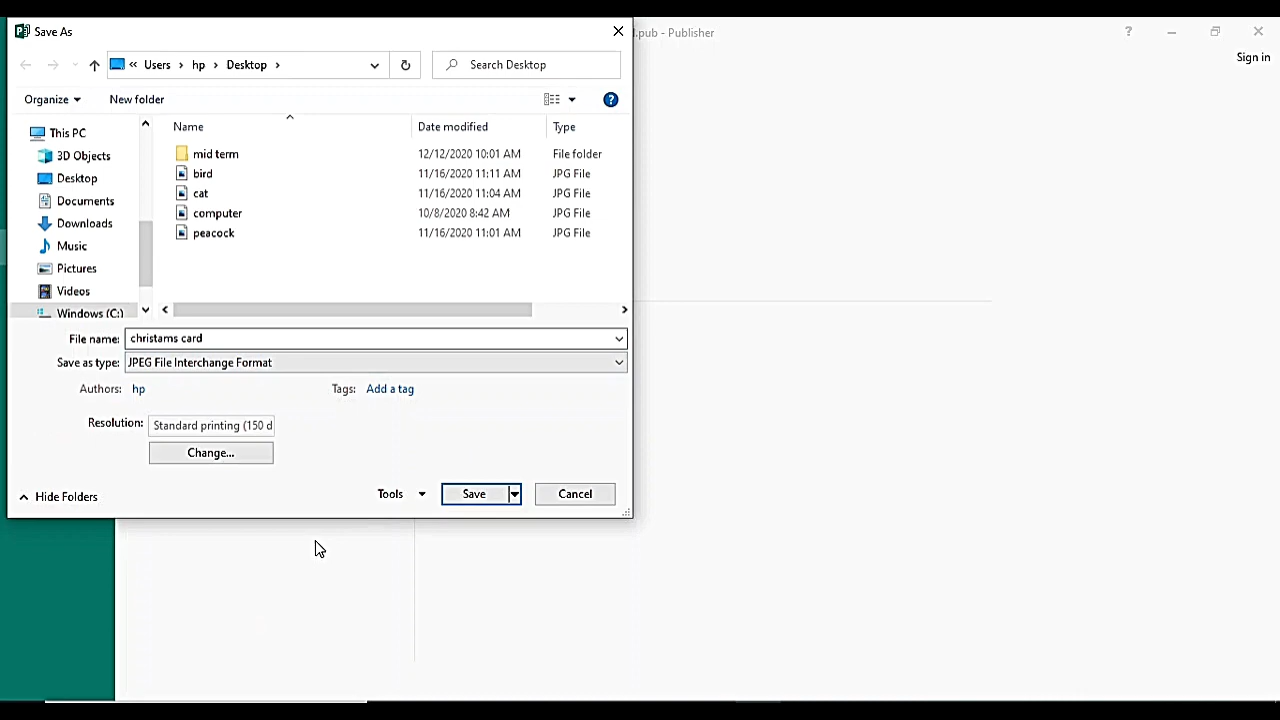 Save As
.pub - Publisher
Sign in
« Users > hp > Desktop >
Search Desktop
Organize
New folder
Name Date modified Type
This PC
3D Objects
Desktop
Documents
Downloads
Music
Pictures
Videos
Windows (C:)
mid term 12/12/2020 10:01 AM File folder
bird 11/16/2020 11:11 AM JPG File
cat 11/16/2020 11:04 AM JPG File
computer 10/8/2020 8:42 AM JPG File
peacock 11/16/2020 11:01 AM JPG File
File name: christams card
Save as type: JPEG File Interchange Format
Authors: hp Tags: Add a tag
Resolution: Standard printing (150 d
Change...
Hide Folders
Tools
Save
Cancel